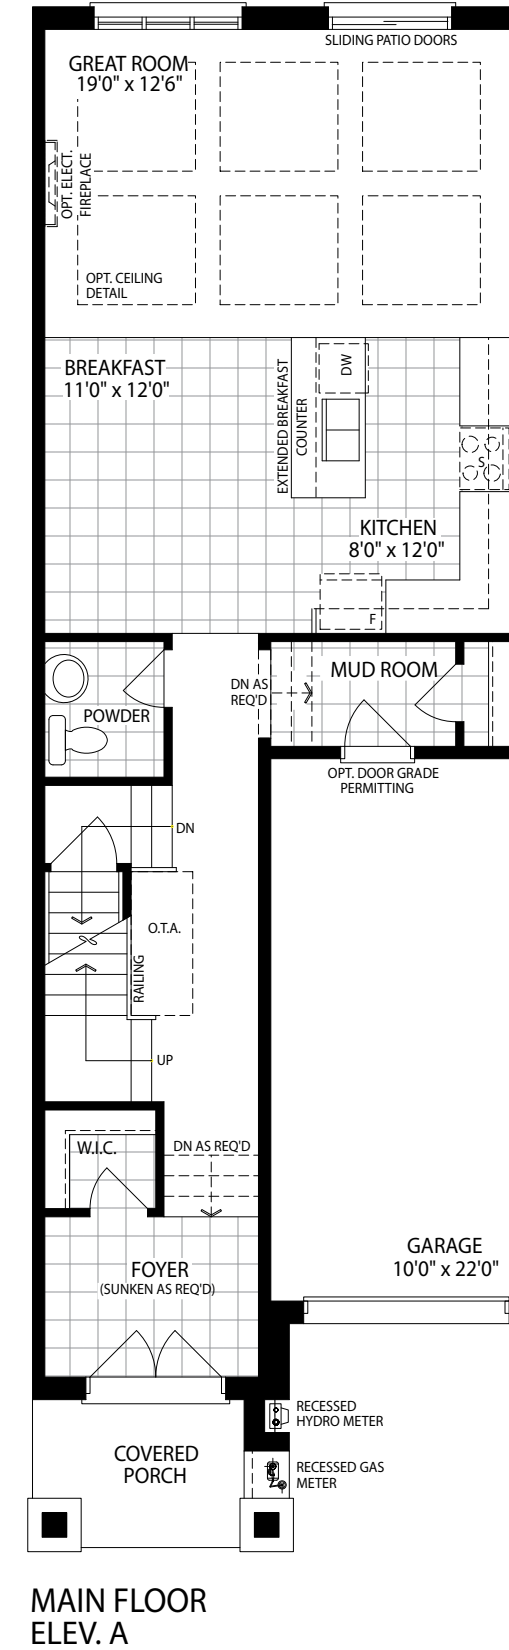 SLIDING PATIO DOORS
GREAT ROOM
19'0" x 12'6"
OPT. ELECT.
FIREPLACE
OPT. CEILING
DETAIL
BREAKFAST
11'0" x 12'0"
EXTENDED BREAKFAST
COUNTER
DW
S
KITCHEN
8'0" x 12'0"
F
DN AS
REQ'D
MUD ROOM
POWDER
OPT. DOOR GRADE
PERMITTING
DN
O.T.A.
RAILING
UP
W.I.C.
DN AS REQ'D
FOYER
(SUNKEN AS REQ'D)
GARAGE
10'0" x 22'0"
RECESSED
HYDRO METER
COVERED
PORCH
RECESSED GAS
METER
MAIN FLOOR
ELEV. A